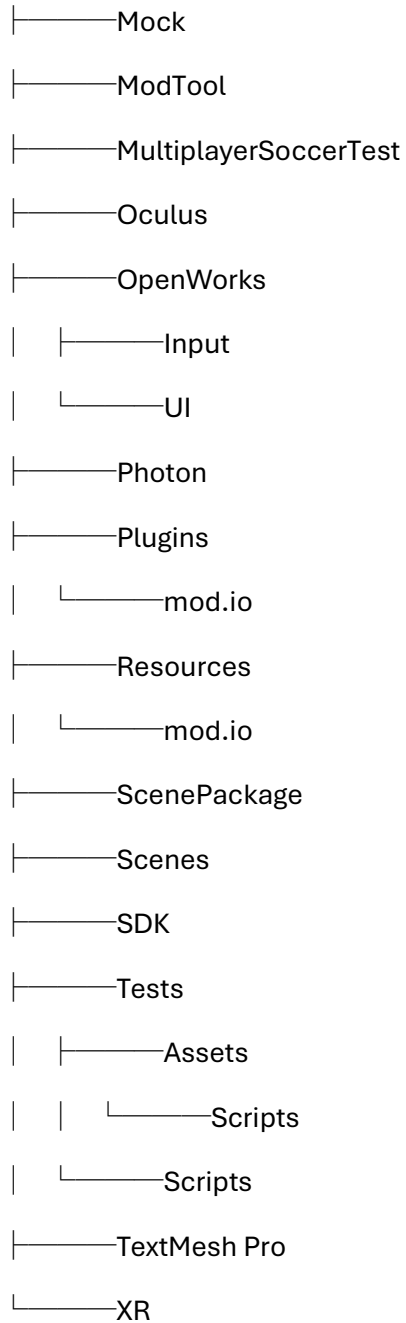 ├───Mock
├───ModTool
├───MultiplayerSoccerTest
├───Oculus
├───OpenWorks
│   ├───Input
│   └───UI
├───Photon
├───Plugins
│   └───mod.io
├───Resources
│   └───mod.io
├───ScenePackage
├───Scenes
├───SDK
├───Tests
│   ├───Assets
│   │   └───Scripts
│   └───Scripts
├───TextMesh Pro
└───XR